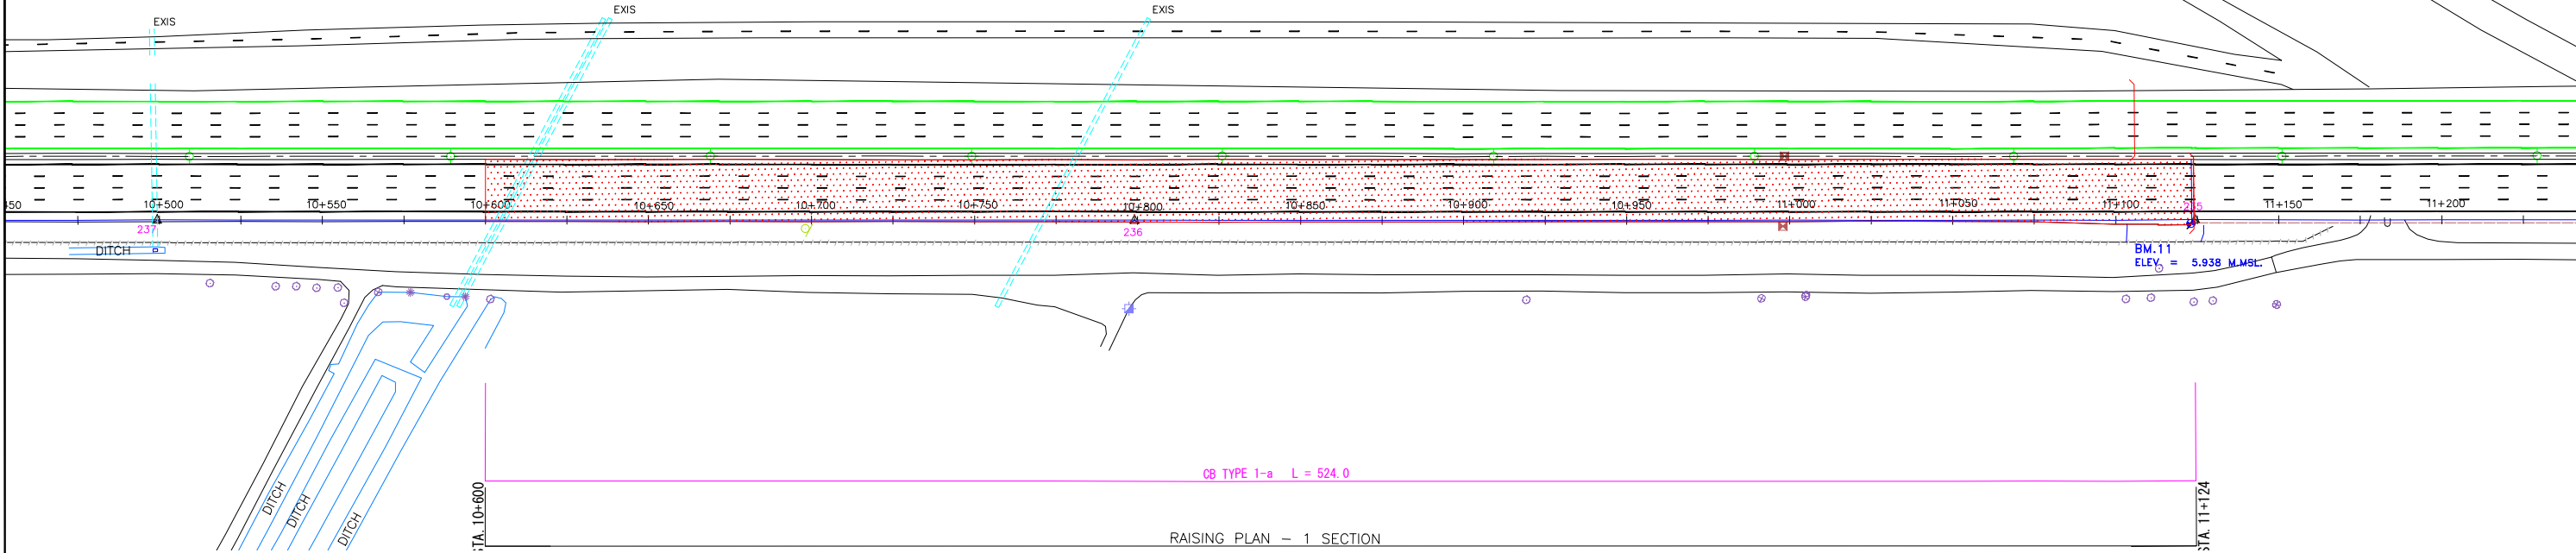 EXIS
EXIS
EXIS
10+500
10+550
10+600
10+650
10+700
10+750
10+800
10+850
10+900
10+950
11+000
11+050
11+100
235
11+150
11+200
237
236
U
DITCH
BM.11
ELEV. = 5.938 M.MSL.
CB TYPE 1-a L = 524.0
DITCH
DITCH
DITCH
STA. 10+600
STA. 11+124
RAISING PLAN - 1 SECTION